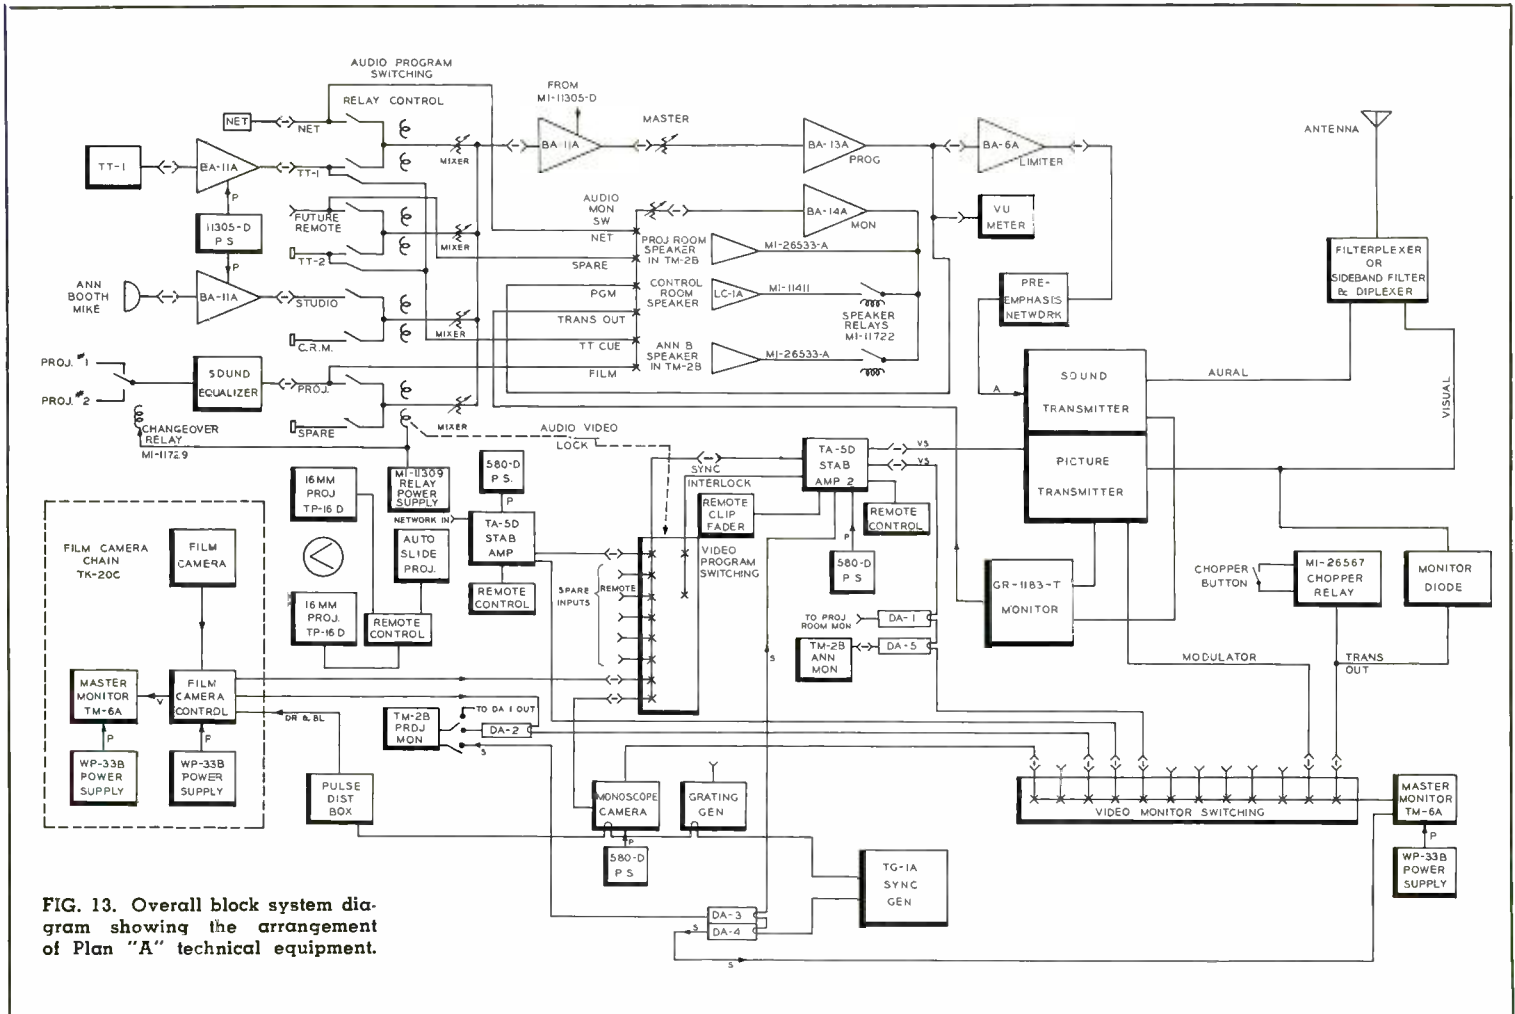 AUDIO PROGRAM
SWITCHING
RELAY CONTROL
NET
NET
TT-1
BA-11A
TT-1
P
11305-D
P S
P
FUTURE
REMOTE
TT-2
ANN
BOOTH
MIKE
BA-11A
STUDIO
C.R.M.
PROJ. #1
PROJ. #2
SOUND
EQUALIZER
PROJ.
SPARE
CHANGEOVER
RELAY
MI-11729
MIXER
MIXER
MIXER
MIXER
FROM
MI-11305-D
BA-11A
MASTER
BA-13A
PROG
BA-6A
LIMITER
AUDIO
MON
SW
NET
SPARE
PGM
TRANS OUT
TT CUE
FILM
BA-14A
MON
PROJ ROOM
SPEAKER
IN TM-2B
MI-26533-A
CONTROL
ROOM
SPEAKER
LC-1A
MI-11411
SPEAKER
RELAYS
MI-11722
ANN B
SPEAKER
IN TM-2B
MI-26533-A
VU
METER
PRE-
EMPHASIS
NETWORK
ANTENNA
FILTERPLEXER
OR
SIDEBAND FILTER
& DIPLEXER
A
SOUND
TRANSMITTER
AURAL
VISUAL
PICTURE
TRANSMITTER
AUDIO VIDEO
LOCK
16 MM
PROJ
TP-16 D
MI-11309
RELAY
POWER
SUPPLY
580-D
P S.
P
NETWORK IN
TA-5D
STAB
AMP
AUTO
SLIDE
PROJ.
REMOTE
CONTROL
16 MM
PROJ.
TP-16 D
REMOTE
CONTROL
SYNC
INTERLOCK
REMOTE
CLIP
FADER
TA-5D
STAB
AMP 2
VS
VS
REMOTE
CONTROL
P
580-D
P S
VIDEO
PROGRAM
SWITCHING
SPARE
INPUTS
REMOTE
TO PROJ
ROOM MON
DA-1
TM-2B
ANN
MON
DA-5
S
GR-1183-T
MONITOR
CHOPPER
BUTTON
MI-26567
CHOPPER
RELAY
MONITOR
DIODE
MODULATOR
TRANS
OUT
FILM CAMERA
CHAIN
TK-20C
FILM
CAMERA
MASTER
MONITOR
TM-6A
V
FILM
CAMERA
CONTROL
DR & BL
P
P
WP-33B
POWER
SUPPLY
WP-33B
POWER
SUPPLY
TM-2B
PROJ
MON
TO DA 1 OUT
DA-2
S
PULSE
DIST
BOX
MONOSCOPE
CAMERA
P
580-D
P S
GRATING
GEN
VIDEO MONITOR SWITCHING
MASTER
MONITOR
TM-6A
P
WP-33B
POWER
SUPPLY
TG-1A
SYNC
GEN
DA-3
DA-4
S
S
FIG. 13. Overall block system dia-
gram showing the arrangement
of Plan "A" technical equipment.